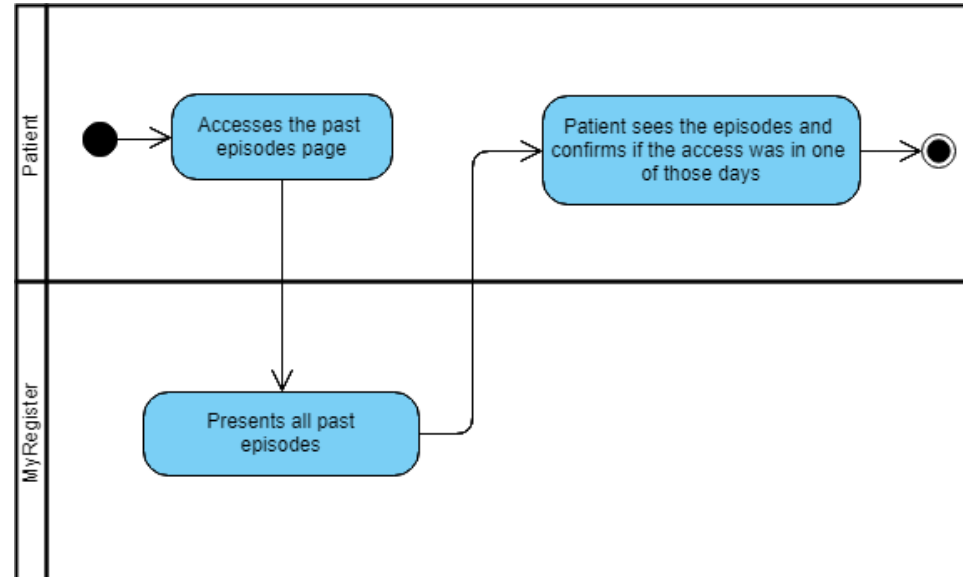 Patient
Accesses the past
episodes page
Patient sees the episodes and
confirms if the access was in one
of those days
MyRegister
Presents all past
episodes